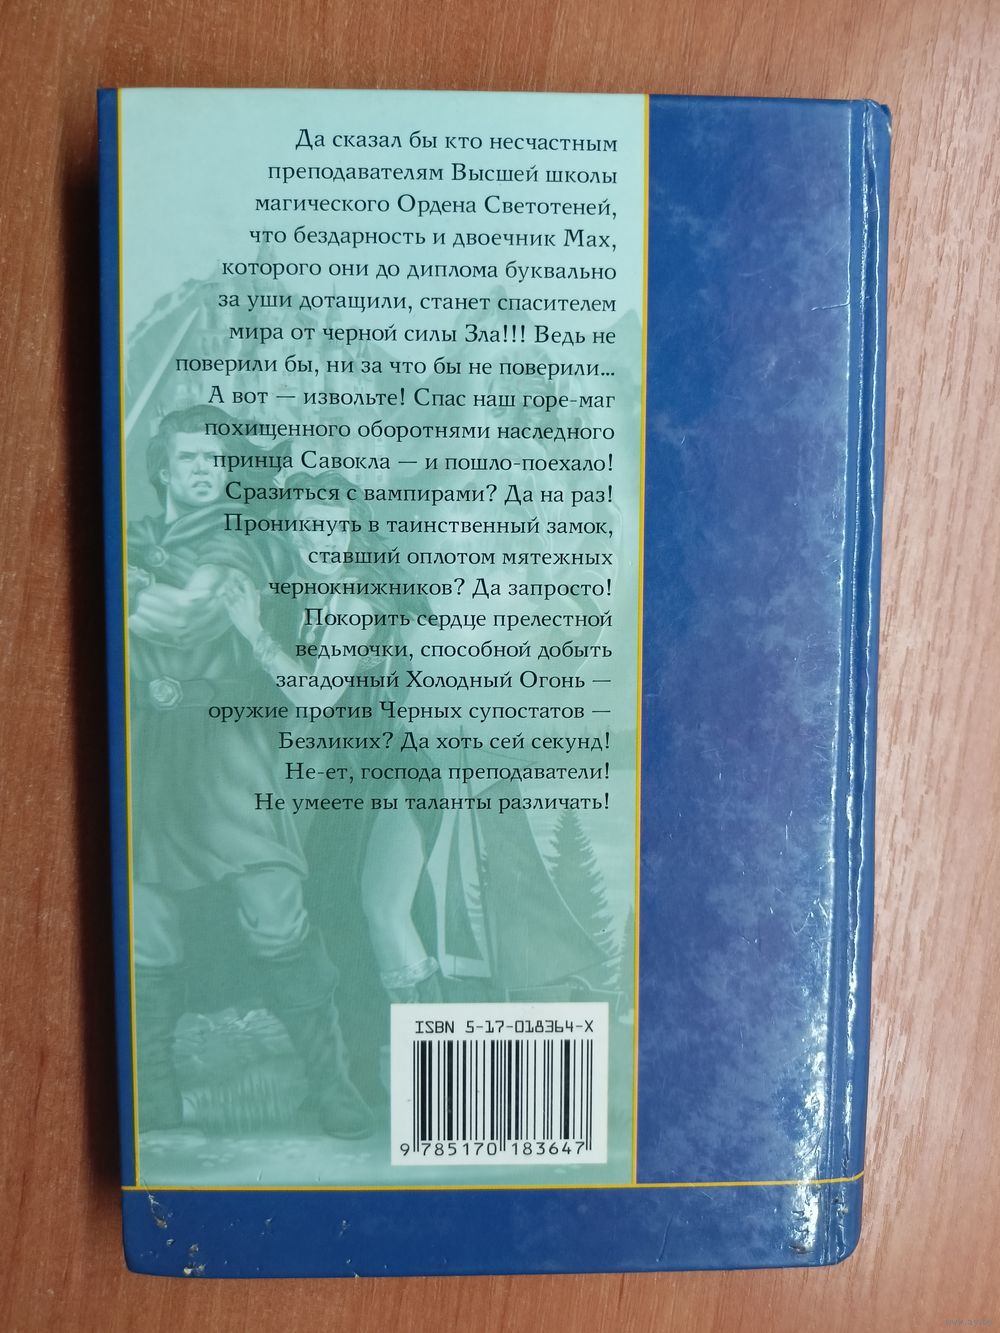 Да сказал бы кто несчастным
преподавателям Высшей школы
магического Ордена Светотеней,
что бездарность и двоечник Мах,
которого они до диплома буквально
за уши дотащили, станет спасителем
мира от черной силы Зла!!! Ведь не
поверили бы, ни за что бы не поверили...
А вот — извольте! Спас наш горе-маг
похищенного оборотнями наследного
принца Савокла — и пошло-поехало!
Сразиться с вампирами? Да на раз!
Проникнуть в таинственный замок,
ставший оплотом мятежных
чернокнижников? Да запросто!
Покорить сердце прелестной
ведьмочки, способной добыть
загадочный Холодный Огонь —
оружие против Черных супостатов —
Безликих? Да хоть сей секунд!
Не-ет, господа преподаватели!
Не умеете вы таланты различать!
ISBN 5-17-018364-X
9 785170 183647